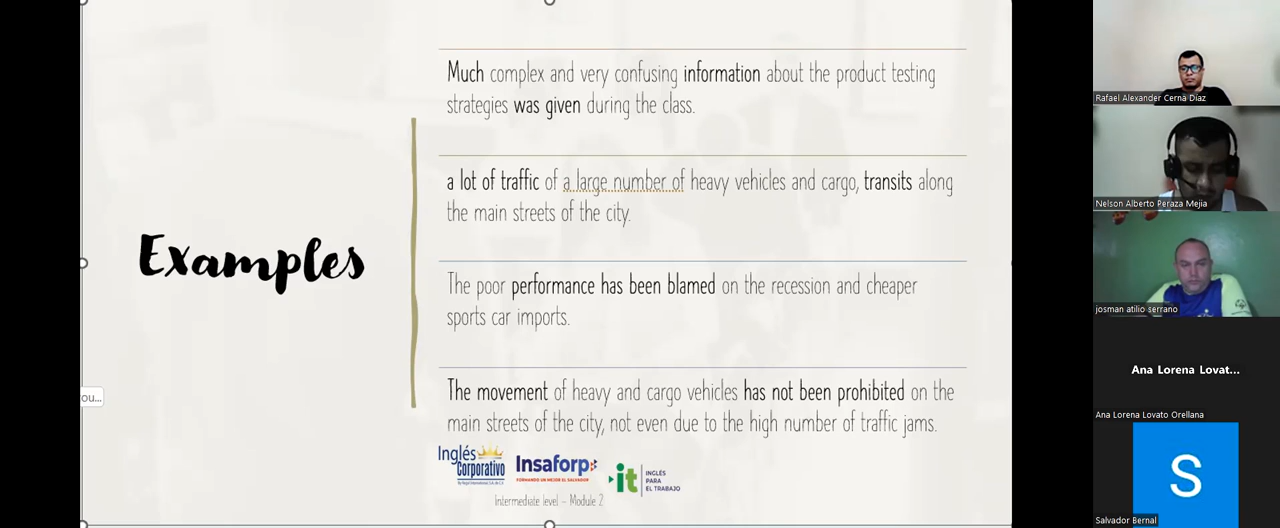 Examples
Much complex and very confusing information about the product testing
strategies was given during the class.
a lot of traffic of a large number of heavy vehicles and cargo, transits along
the main streets of the city.
The poor performance has been blamed on the recession and cheaper
sports car imports.
The movement of heavy and cargo vehicles has not been prohibited on the
main streets of the city, not even due to the high number of traffic jams.
ou...
Inglés
Corporativo
Insaforp
FORMANDO UN MEJOR EL SALVADOR
it
INGLÉS
PARA
EL TRABAJO
Intermediate level - Module 2
Rafael Alexander Cerna Diaz
Nelson Alberto Peraza Mejia
josman atilio serrano
Ana Lorena Lovat...
Ana Lorena Lovato Orellana
S
Salvador Bernal